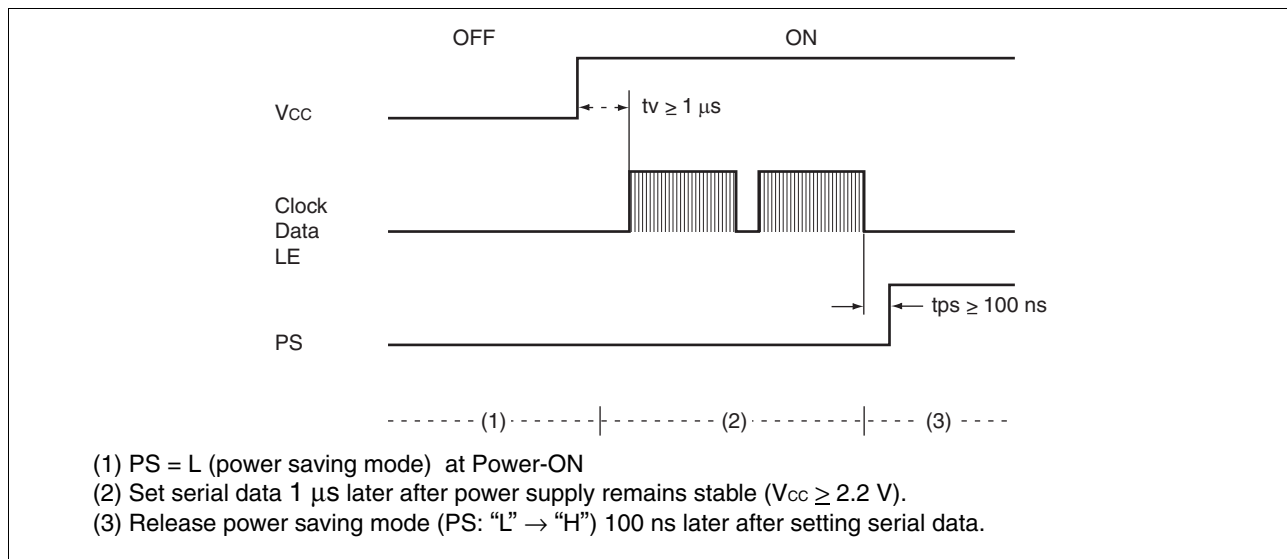 OFF ON
VCC
tv ≥ 1 μs
Clock
Data
LE
tps ≥ 100 ns
PS
(1) (2) (3)
(1) PS = L (power saving mode) at Power-ON
(2) Set serial data 1 μs later after power supply remains stable (VCC ≥ 2.2 V).
(3) Release power saving mode (PS: “L” → “H”) 100 ns later after setting serial data.